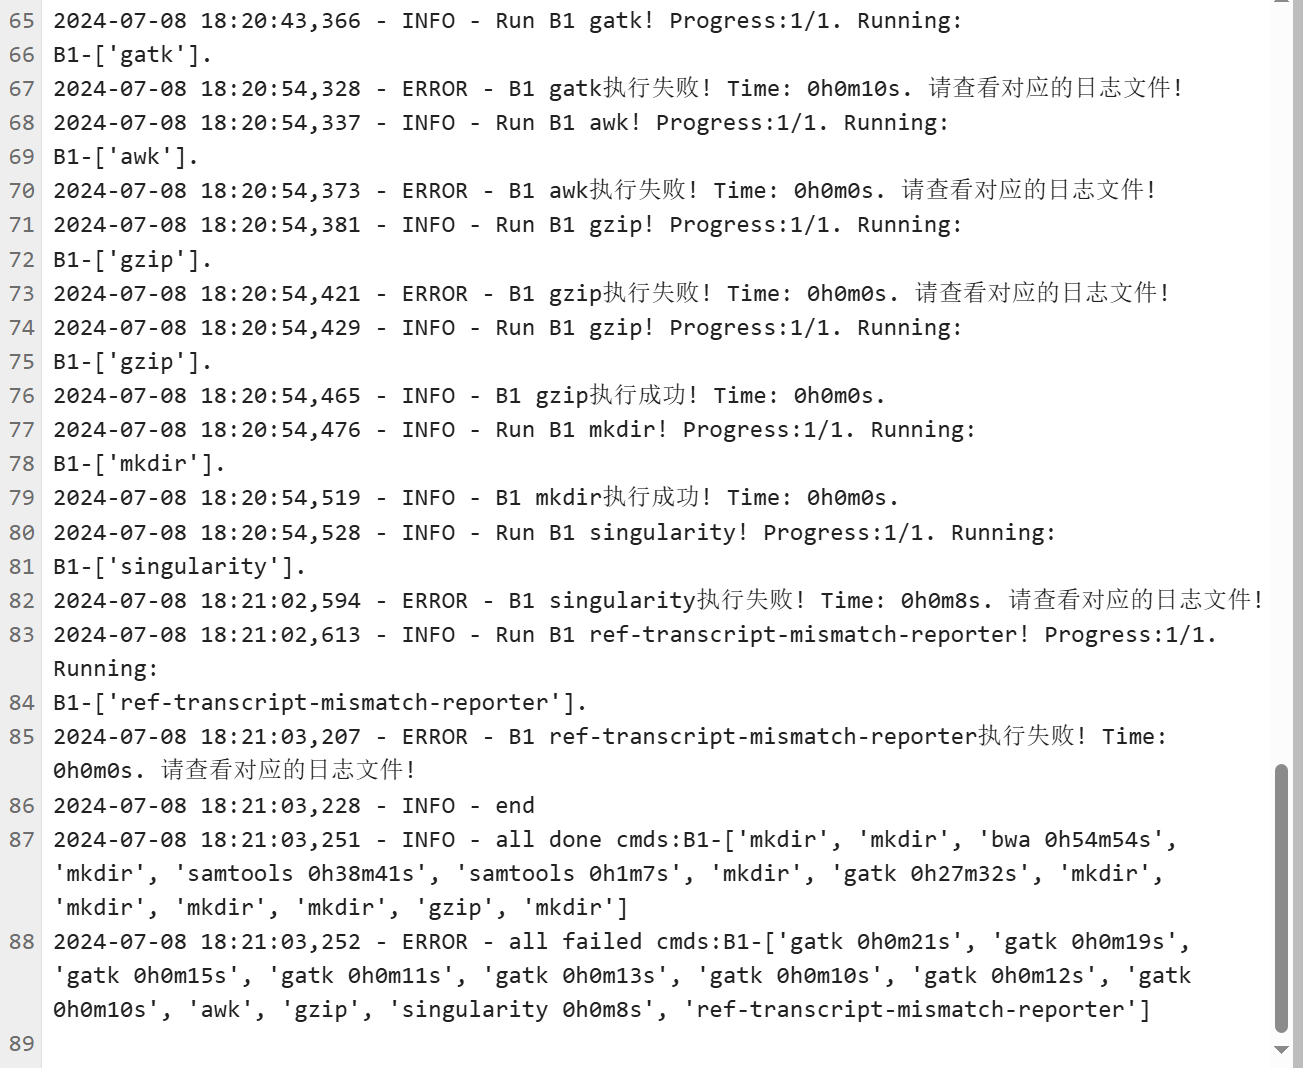 65 2024-07-08 18:20:43,366 - INFO - Run B1 gatk! Progress:1/1. Running:
66 B1-['gatk'].
67 2024-07-08 18:20:54,328 - ERROR - B1 gatk执行失败! Time: 0h0m10s. 请查看对应的日志文件!
68 2024-07-08 18:20:54,337 - INFO - Run B1 awk! Progress:1/1. Running:
69 B1-['awk'].
70 2024-07-08 18:20:54,373 - ERROR - B1 awk执行失败! Time: 0h0m0s. 请查看对应的日志文件!
71 2024-07-08 18:20:54,381 - INFO - Run B1 gzip! Progress:1/1. Running:
72 B1-['gzip'].
73 2024-07-08 18:20:54,421 - ERROR - B1 gzip执行失败! Time: 0h0m0s. 请查看对应的日志文件!
74 2024-07-08 18:20:54,429 - INFO - Run B1 gzip! Progress:1/1. Running:
75 B1-['gzip'].
76 2024-07-08 18:20:54,465 - INFO - B1 gzip执行成功! Time: 0h0m0s.
77 2024-07-08 18:20:54,476 - INFO - Run B1 mkdir! Progress:1/1. Running:
78 B1-['mkdir'].
79 2024-07-08 18:20:54,519 - INFO - B1 mkdir执行成功! Time: 0h0m0s.
80 2024-07-08 18:20:54,528 - INFO - Run B1 singularity! Progress:1/1. Running:
81 B1-['singularity'].
82 2024-07-08 18:21:02,594 - ERROR - B1 singularity执行失败! Time: 0h0m8s. 请查看对应的日志文件!
83 2024-07-08 18:21:02,613 - INFO - Run B1 ref-transcript-mismatch-reporter! Progress:1/1.
Running:
84 B1-['ref-transcript-mismatch-reporter'].
85 2024-07-08 18:21:03,207 - ERROR - B1 ref-transcript-mismatch-reporter执行失败! Time:
0h0m0s. 请查看对应的日志文件!
86 2024-07-08 18:21:03,228 - INFO - end
87 2024-07-08 18:21:03,251 - INFO - all done cmds:B1-['mkdir', 'mkdir', 'bwa 0h54m54s',
'mkdir', 'samtools 0h38m41s', 'samtools 0h1m7s', 'mkdir', 'gatk 0h27m32s', 'mkdir',
'mkdir', 'mkdir', 'mkdir', 'gzip', 'mkdir']
88 2024-07-08 18:21:03,252 - ERROR - all failed cmds:B1-['gatk 0h0m21s', 'gatk 0h0m19s',
'gatk 0h0m15s', 'gatk 0h0m11s', 'gatk 0h0m13s', 'gatk 0h0m10s', 'gatk 0h0m12s', 'gatk
0h0m10s', 'awk', 'gzip', 'singularity 0h0m8s', 'ref-transcript-mismatch-reporter']
89